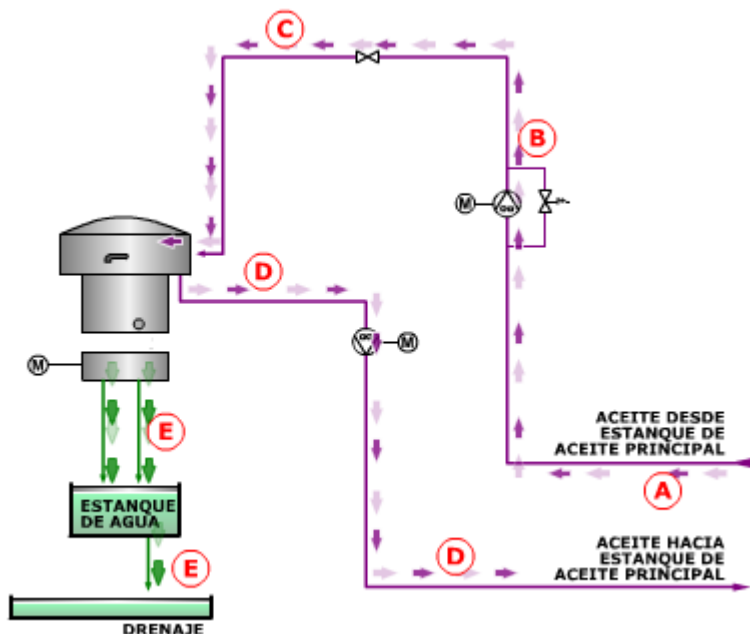 C
B
M
D
M
M
E
ACEITE DESDE
ESTANQUE DE
ACEITE PRINCIPAL
A
ESTANQUE
DE AGUA
E
ACEITE HACIA
ESTANQUE DE
ACEITE PRINCIPAL
D
DRENAJE